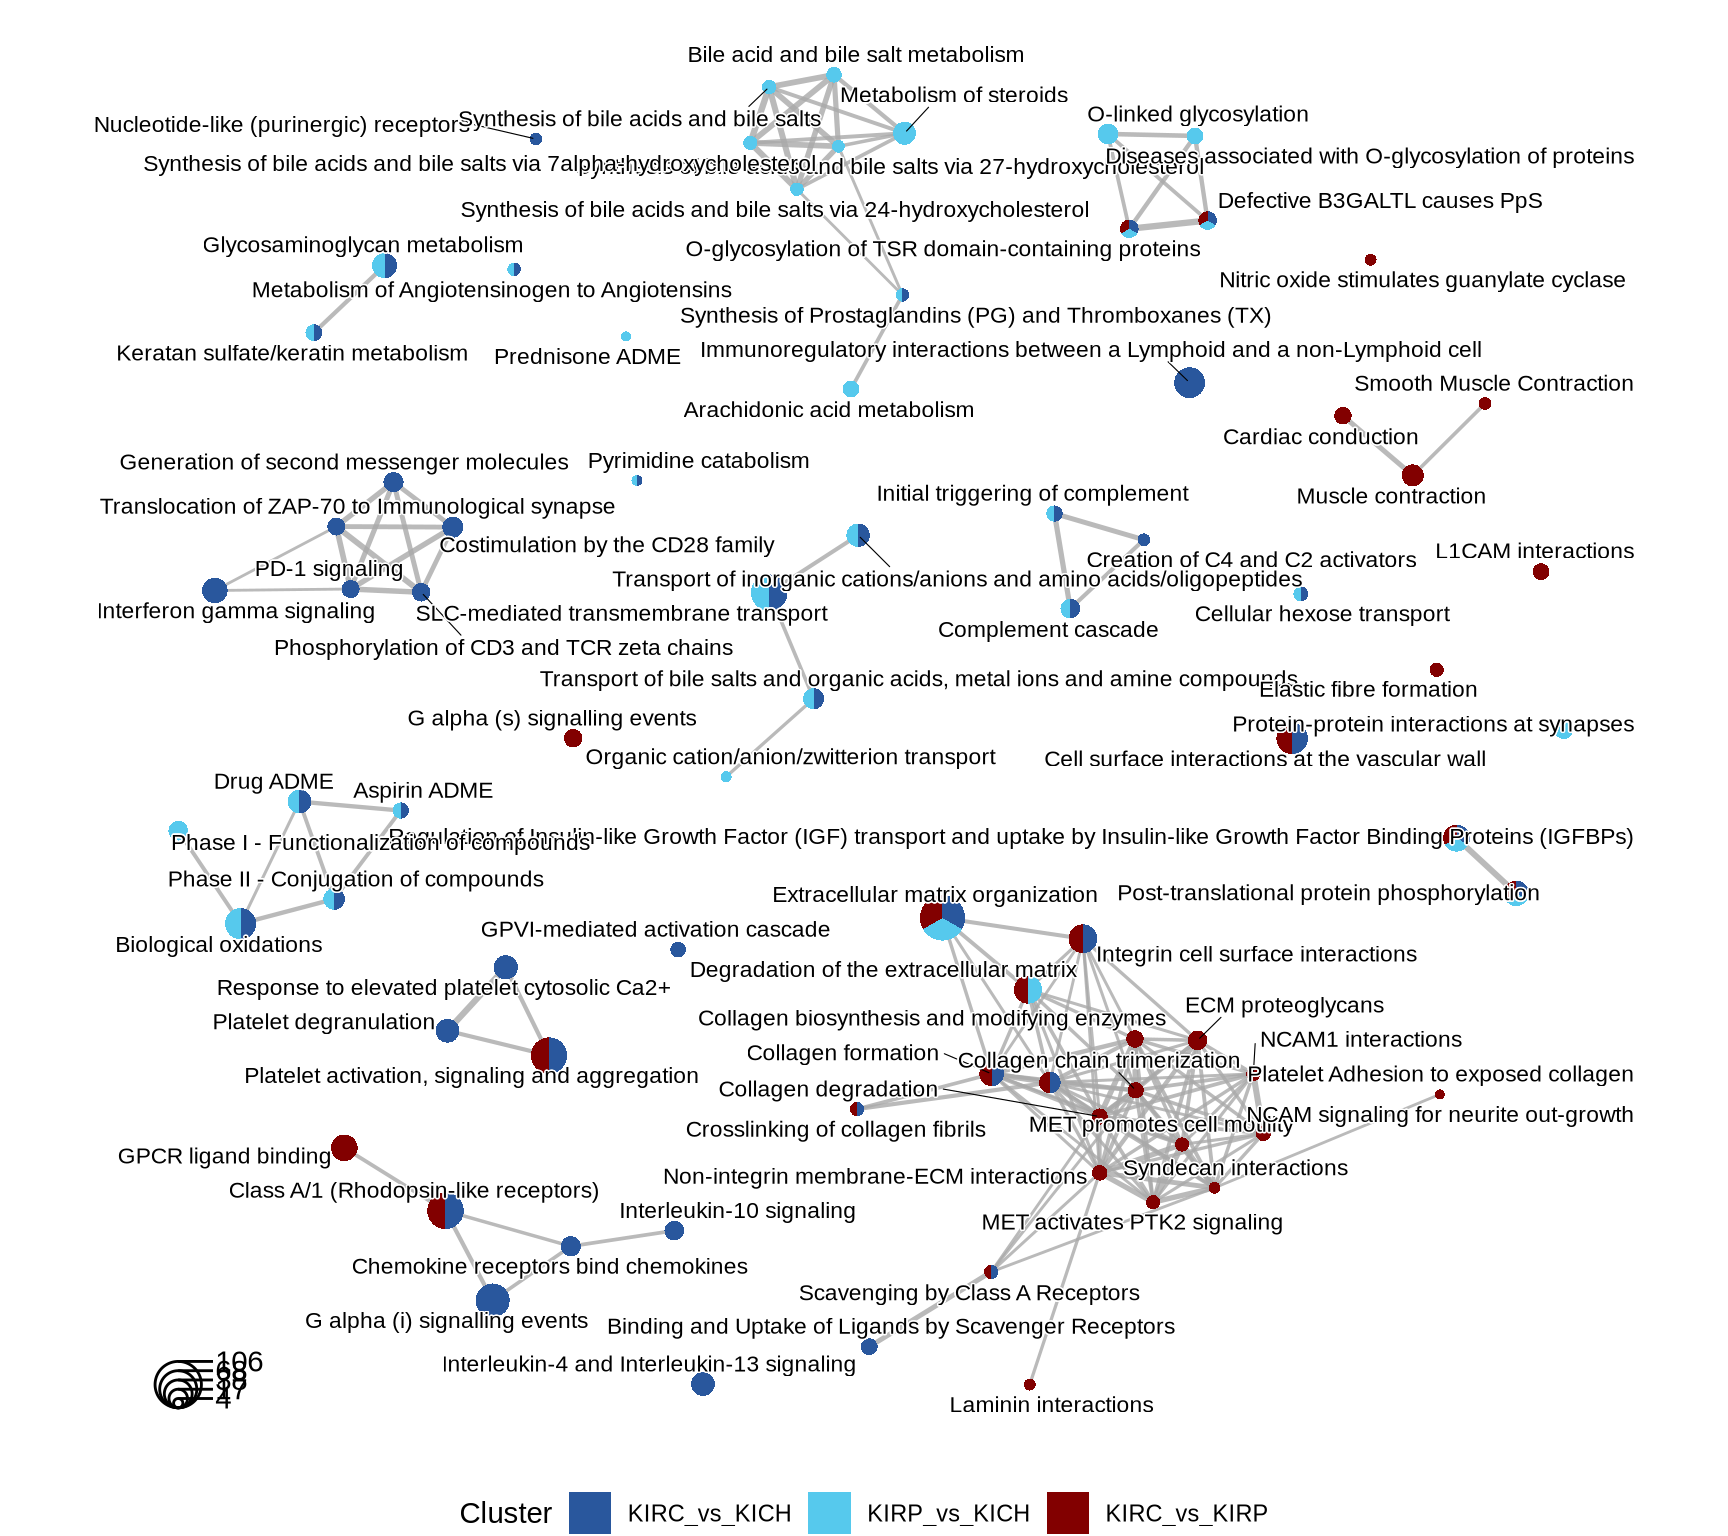 Bile acid and bile salt metabolism
Metabolism of steroids
O-linked glycosylation
Nucleotide-like (purinergic) receptors
Synthesis of bile acids and bile salts
Diseases associated with O-glycosylation of proteins
Synthesis of bile acids and bile salts via 7alpha-hydroxycholesterol
bile salts via 27-hydroxycholesterol
Defective B3GALTL causes PpS
Synthesis of bile acids and bile salts via 24-hydroxycholesterol
Glycosaminoglycan metabolism
O-glycosylation of TSR domain-containing proteins
Nitric oxide stimulates guanylate cyclase
Metabolism of Angiotensinogen to Angiotensins
Synthesis of Prostaglandins (PG) and Thromboxanes (TX)
Keratan sulfate/keratin metabolism
Prednisone ADME
Immunoregulatory interactions between a Lymphoid and a non-Lymphoid cell
Smooth Muscle Contraction
Arachidonic acid metabolism
Cardiac conduction
Generation of second messenger molecules
Pyrimidine catabolism
Initial triggering of complement
Muscle contraction
Translocation of ZAP-70 to Immunological synapse
Costimulation by the CD28 family
Creation of C4 and C2 activators
L1CAM interactions
PD-1 signaling
Transport of inorganic cations/anions and amino acids/oligopeptides
Interferon gamma signaling
SLC-mediated transmembrane transport
Cellular hexose transport
Complement cascade
Phosphorylation of CD3 and TCR zeta chains
Transport of bile salts and organic acids, metal ions and amine compounds
Elastic fibre formation
G alpha (s) signalling events
Protein-protein interactions at synapses
Organic cation/anion/zwitterion transport
Cell surface interactions at the vascular wall
Drug ADME
Aspirin ADME
Phase I - Functionalization of compounds
Regulation of Insulin-like Growth Factor (IGF) transport and uptake by Insulin-like Growth Factor Binding Proteins (IGFBPs)
Phase II - Conjugation of compounds
Extracellular matrix organization
Post-translational protein phosphorylation
Biological oxidations
GPVI-mediated activation cascade
Integrin cell surface interactions
Degradation of the extracellular matrix
Response to elevated platelet cytosolic Ca2+
ECM proteoglycans
Platelet degranulation
Collagen biosynthesis and modifying enzymes
NCAM1 interactions
Collagen formation
Collagen chain trimerization
Platelet activation, signaling and aggregation
Platelet Adhesion to exposed collagen
Collagen degradation
NCAM signaling for neurite out-growth
Crosslinking of collagen fibrils
MET promotes cell motility
GPCR ligand binding
Non-integrin membrane-ECM interactions
Syndecan interactions
Class A/1 (Rhodopsin-like receptors)
Interleukin-10 signaling
MET activates PTK2 signaling
Chemokine receptors bind chemokines
Scavenging by Class A Receptors
G alpha (i) signalling events
Binding and Uptake of Ligands by Scavenger Receptors
Interleukin-4 and Interleukin-13 signaling
Laminin interactions
106
4
Cluster KIRC_vs_KICH KIRP_vs_KICH KIRC_vs_KIRP